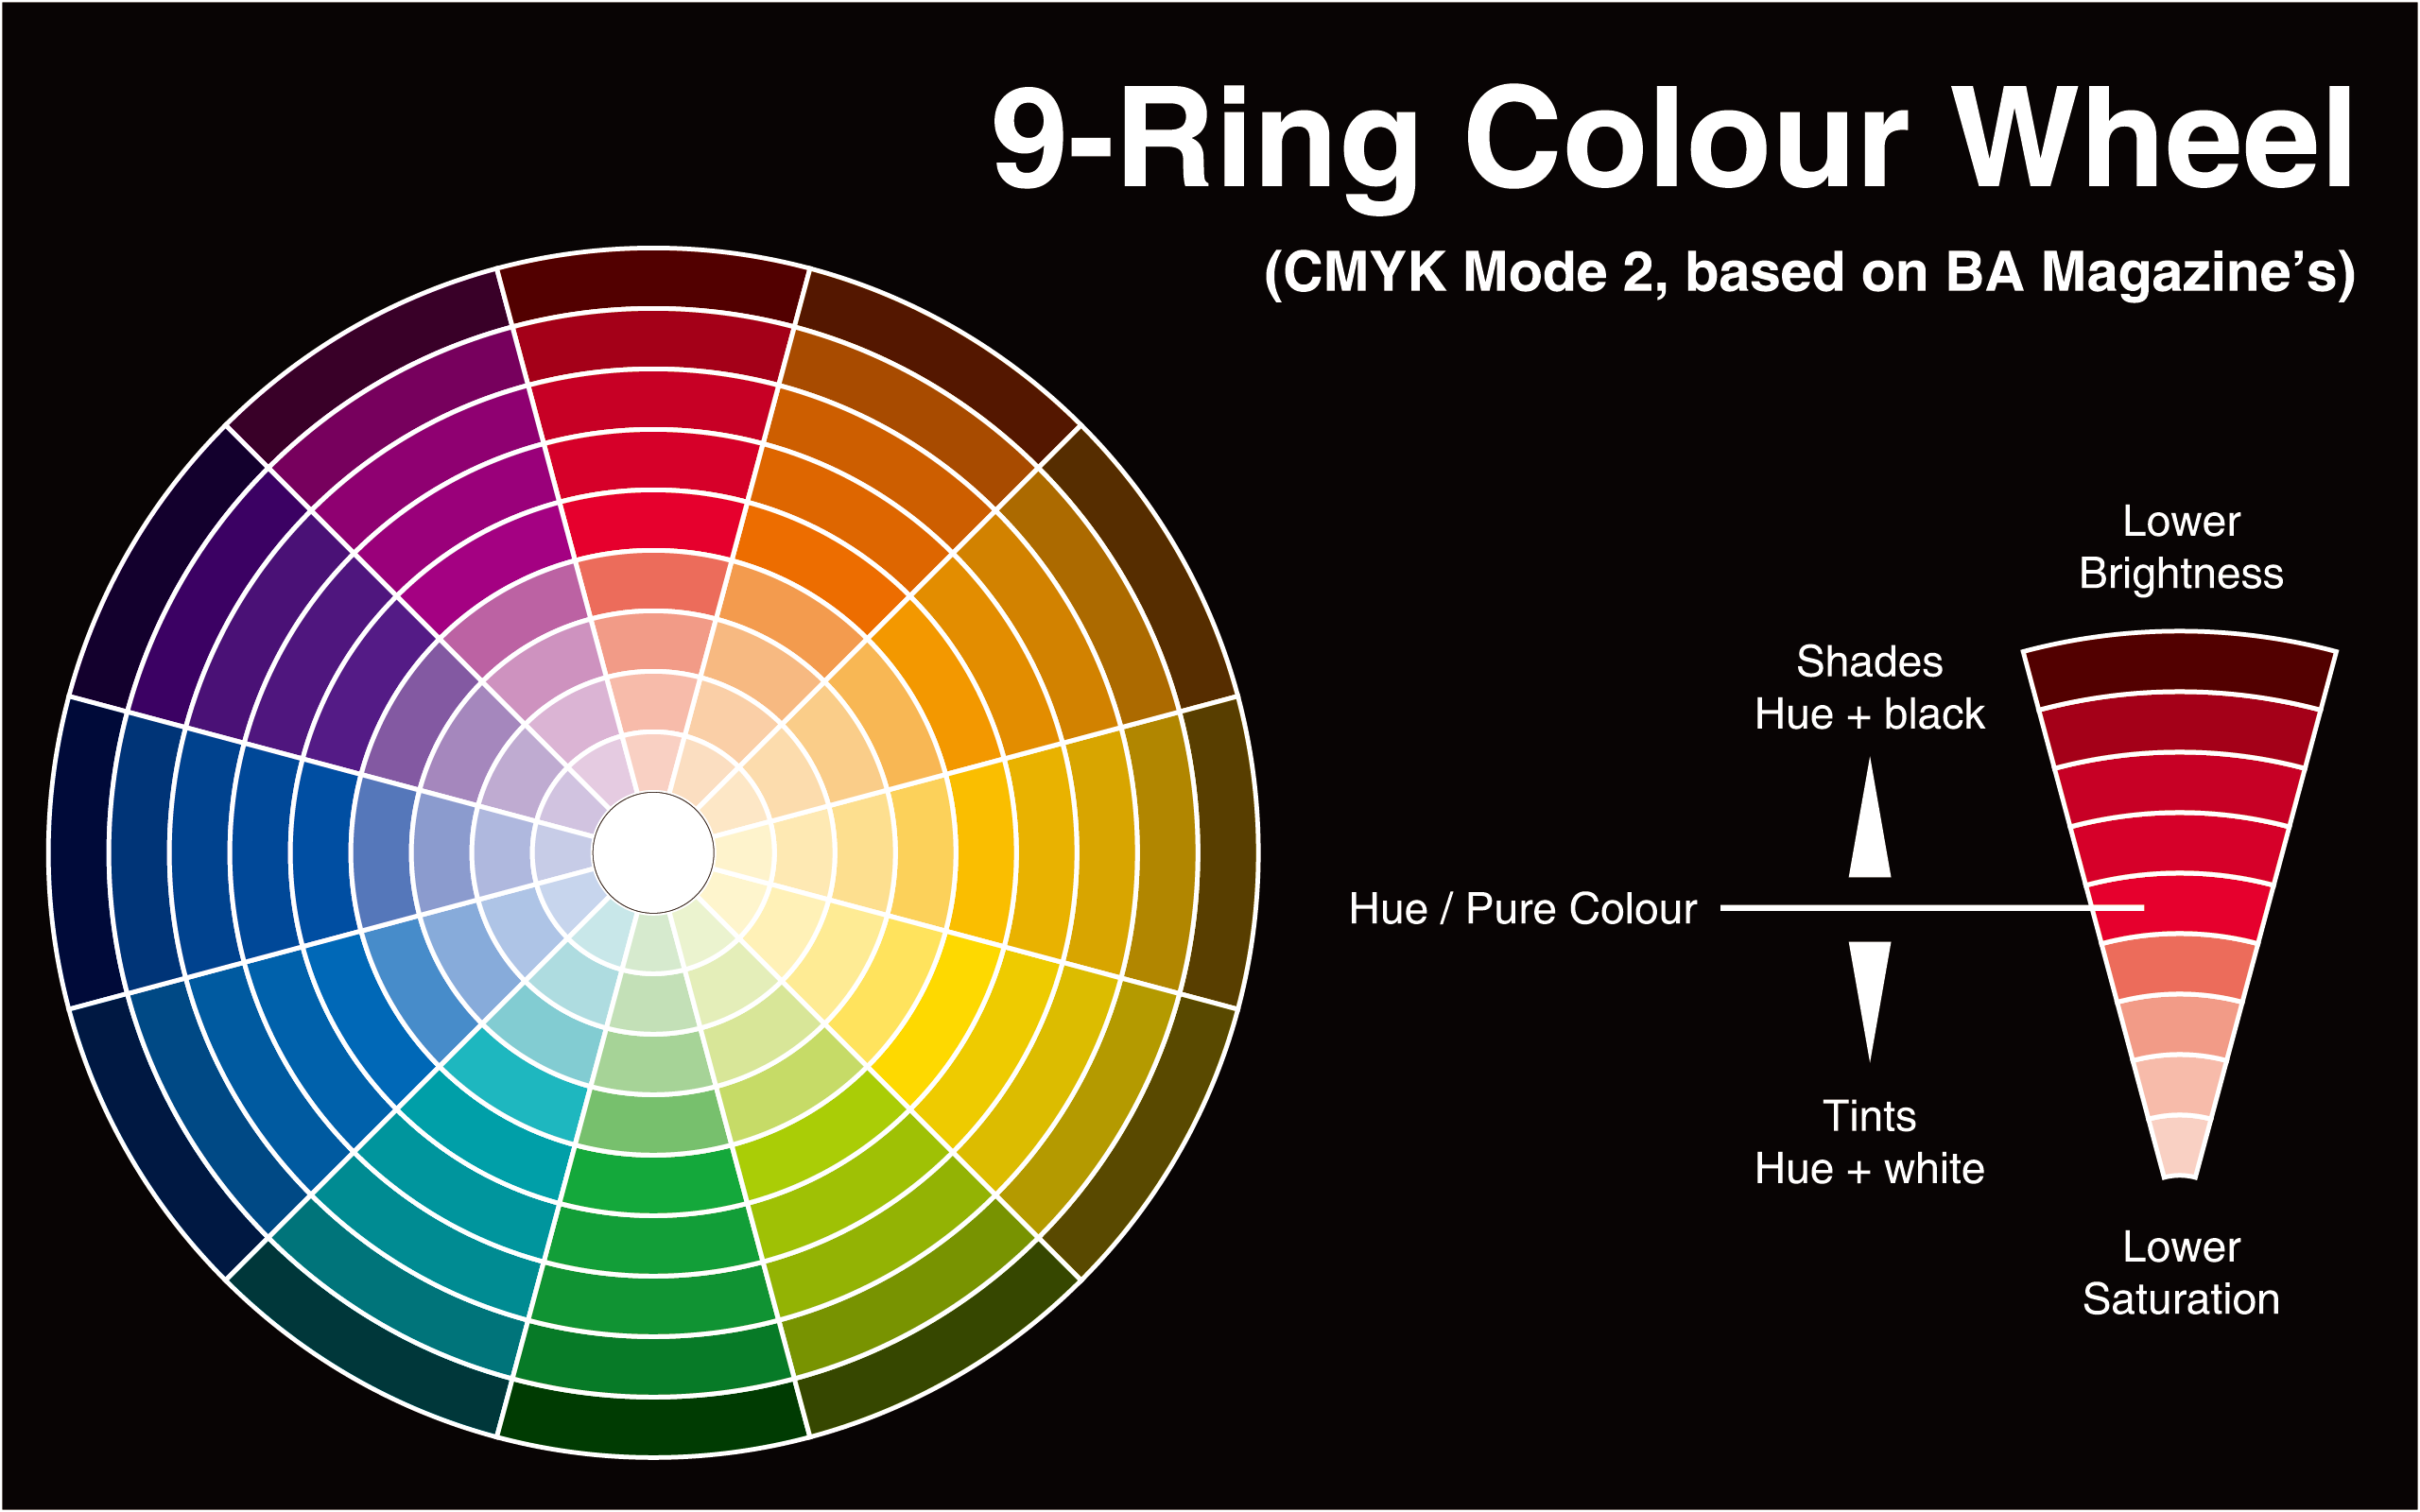 9-Ring Colour Wheel
(CMYK Mode 2, based on BA Magazine’s)
Lower
Brightness
Shades
Hue + black
Hue / Pure Colour
Tints
Hue + white
Lower
Saturation